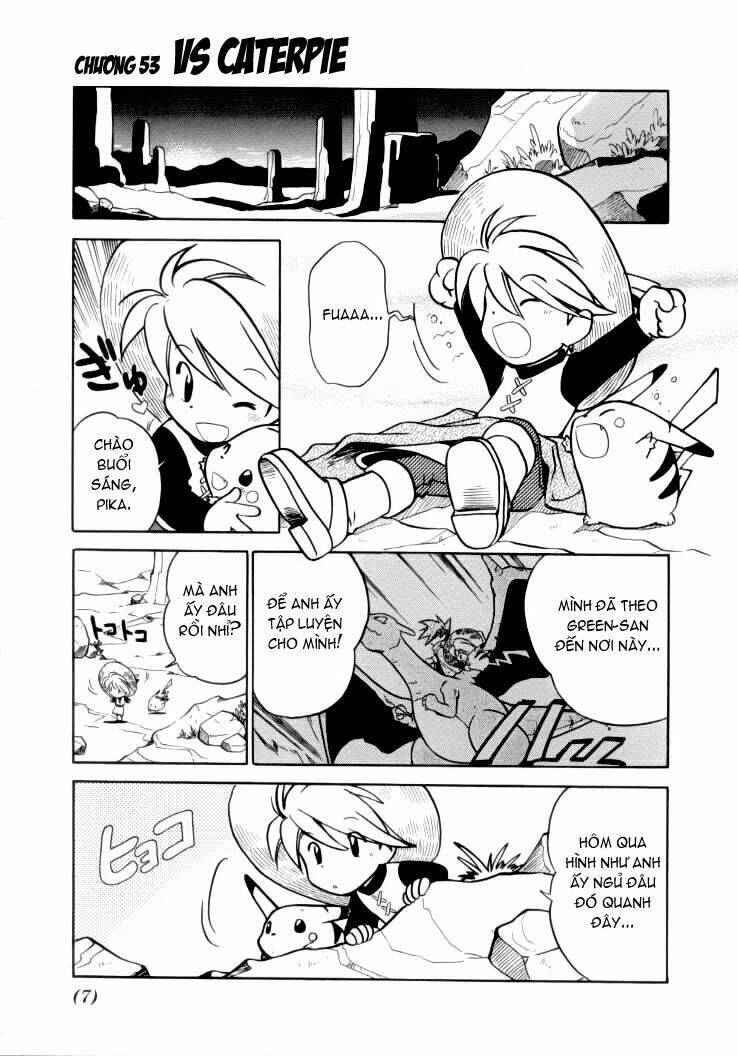 CHƯƠNG 53 VS CATERPIE
FUAAA...
ぎゅ
CHÀO
BUỔI
SÁNG,
PIKA.
MÀ ANH
ẤY ĐÂU
RỒI NHỈ?
トコトコ
ĐỂ ANH ẤY
TẬP LUYỆN
CHO MÌNH!
MÌNH ĐÃ THEO
GREEN-SAN
ĐẾN NƠI NÀY...
ヒョコ
HÔM QUA
HÌNH NHƯ ANH
ẤY NGỦ ĐÂU
ĐÓ QUANH
ĐÂY...
(7)